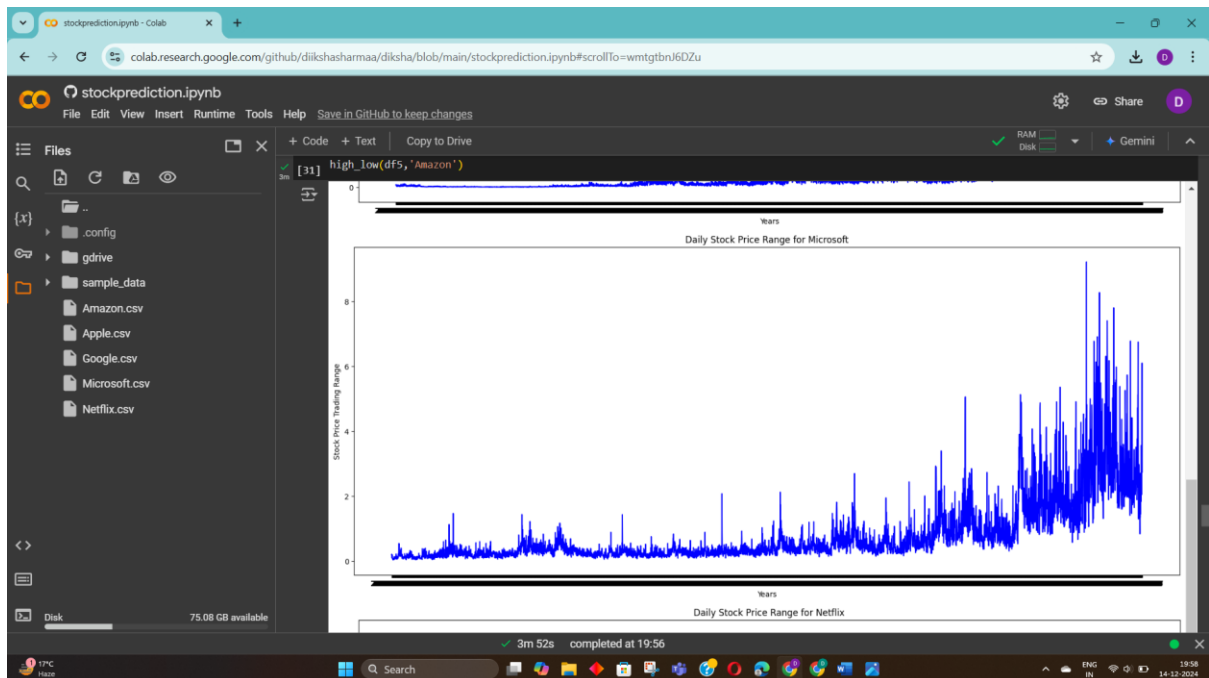 stockprediction.ipynb - Colab
colab.research.google.com/github/diikshasharmaa/diksha/blob/main/stockprediction.ipynb#scrollTo=wmtgtbnJ6DZu
D
CO
stockprediction.ipynb
File Edit View Insert Runtime Tools Help Save in GitHub to keep changes
Share
D
Files
+ Code + Text Copy to Drive
RAM
Disk
Gemini
3m
[31] high_low(df5,'Amazon')
{x}
..
.config
gdrive
sample_data
Amazon.csv
Apple.csv
Google.csv
Microsoft.csv
Netflix.csv
0
Years
Daily Stock Price Range for Microsoft
8
6
4
2
0
Stock Price Trading Range
Years
Daily Stock Price Range for Netflix
Disk 75.08 GB available
3m 52s completed at 19:56
1
17°C
Haze
Search
ENG
IN
19:58
14-12-2024